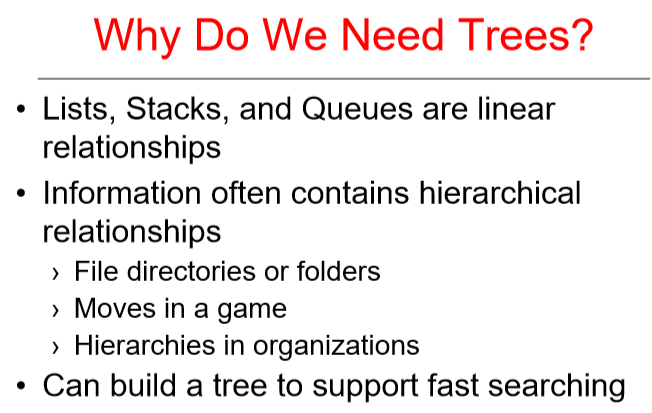 Why Do We Need Trees?
• Lists, Stacks, and Queues are linear
relationships
• Information often contains hierarchical
relationships
› File directories or folders
› Moves in a game
› Hierarchies in organizations
• Can build a tree to support fast searching